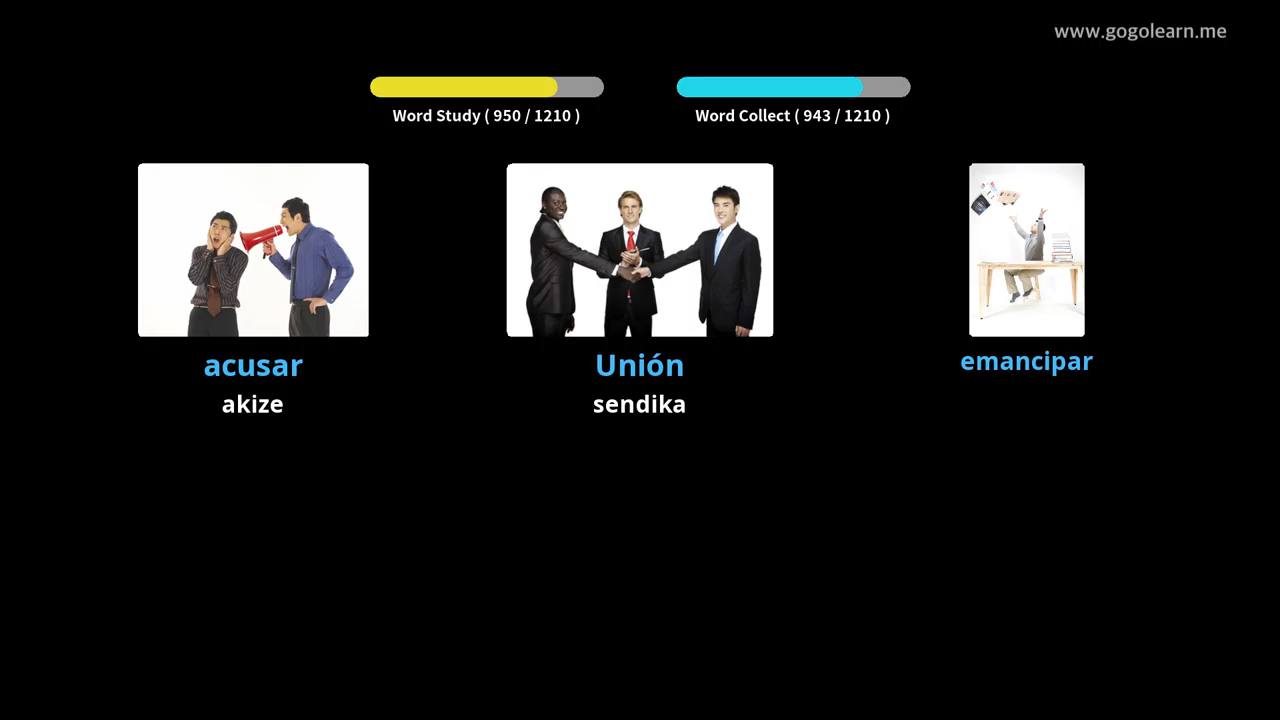 www.gogolearn.me
Word Study ( 950 / 1210 )
Word Collect ( 943 / 1210 )
acusar
akize
Unión
sendika
emancipar